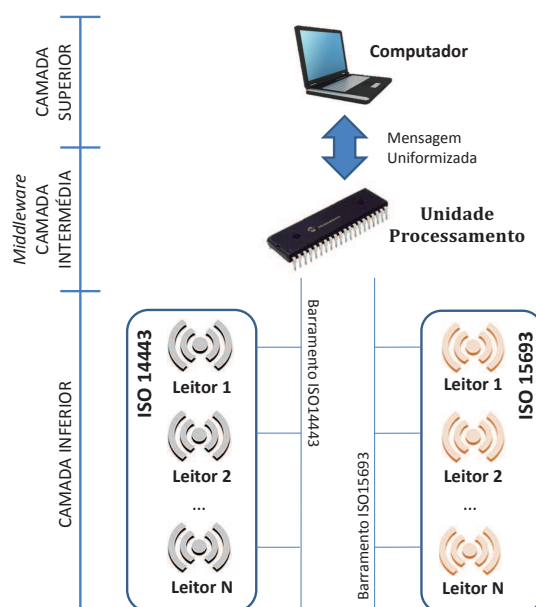 CAMADA
SUPERIOR
Computador
Mensagem
Uniformizada
Middleware
CAMADA
INTERMÉDIA
Unidade
Processamento
CAMADA INFERIOR
ISO 14443
Leitor 1
Leitor 2
...
Leitor N
Barramento ISO14443
Barramento ISO15693
ISO 15693
Leitor 1
Leitor 2
...
Leitor N